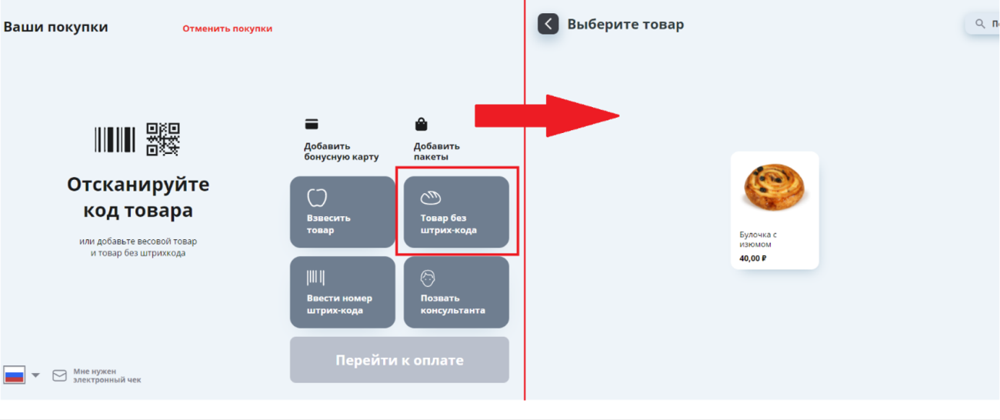 Ваши покупки
Отменить покупки
Отсканируйте
код товара
или добавьте весовой товар
и товар без штрихкода
Добавить
бонусную карту
Добавить
пакеты
Взвесить
товар
Товар без
штрих-кода
Ввести номер
штрих-кода
Позвать
консультанта
Перейти к оплате
Мне нужен
электронный чек
Выберите товар
Булочка с
изюмом
40,00 ₽